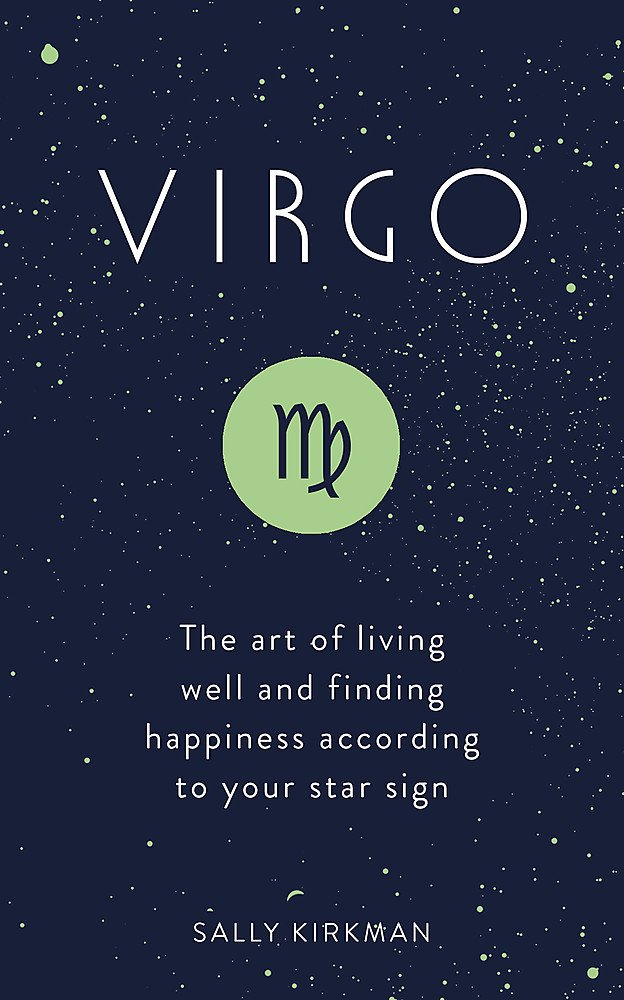 VIRGO
The art of living
well and finding
happiness according
to your star sign
SALLY KIRKMAN